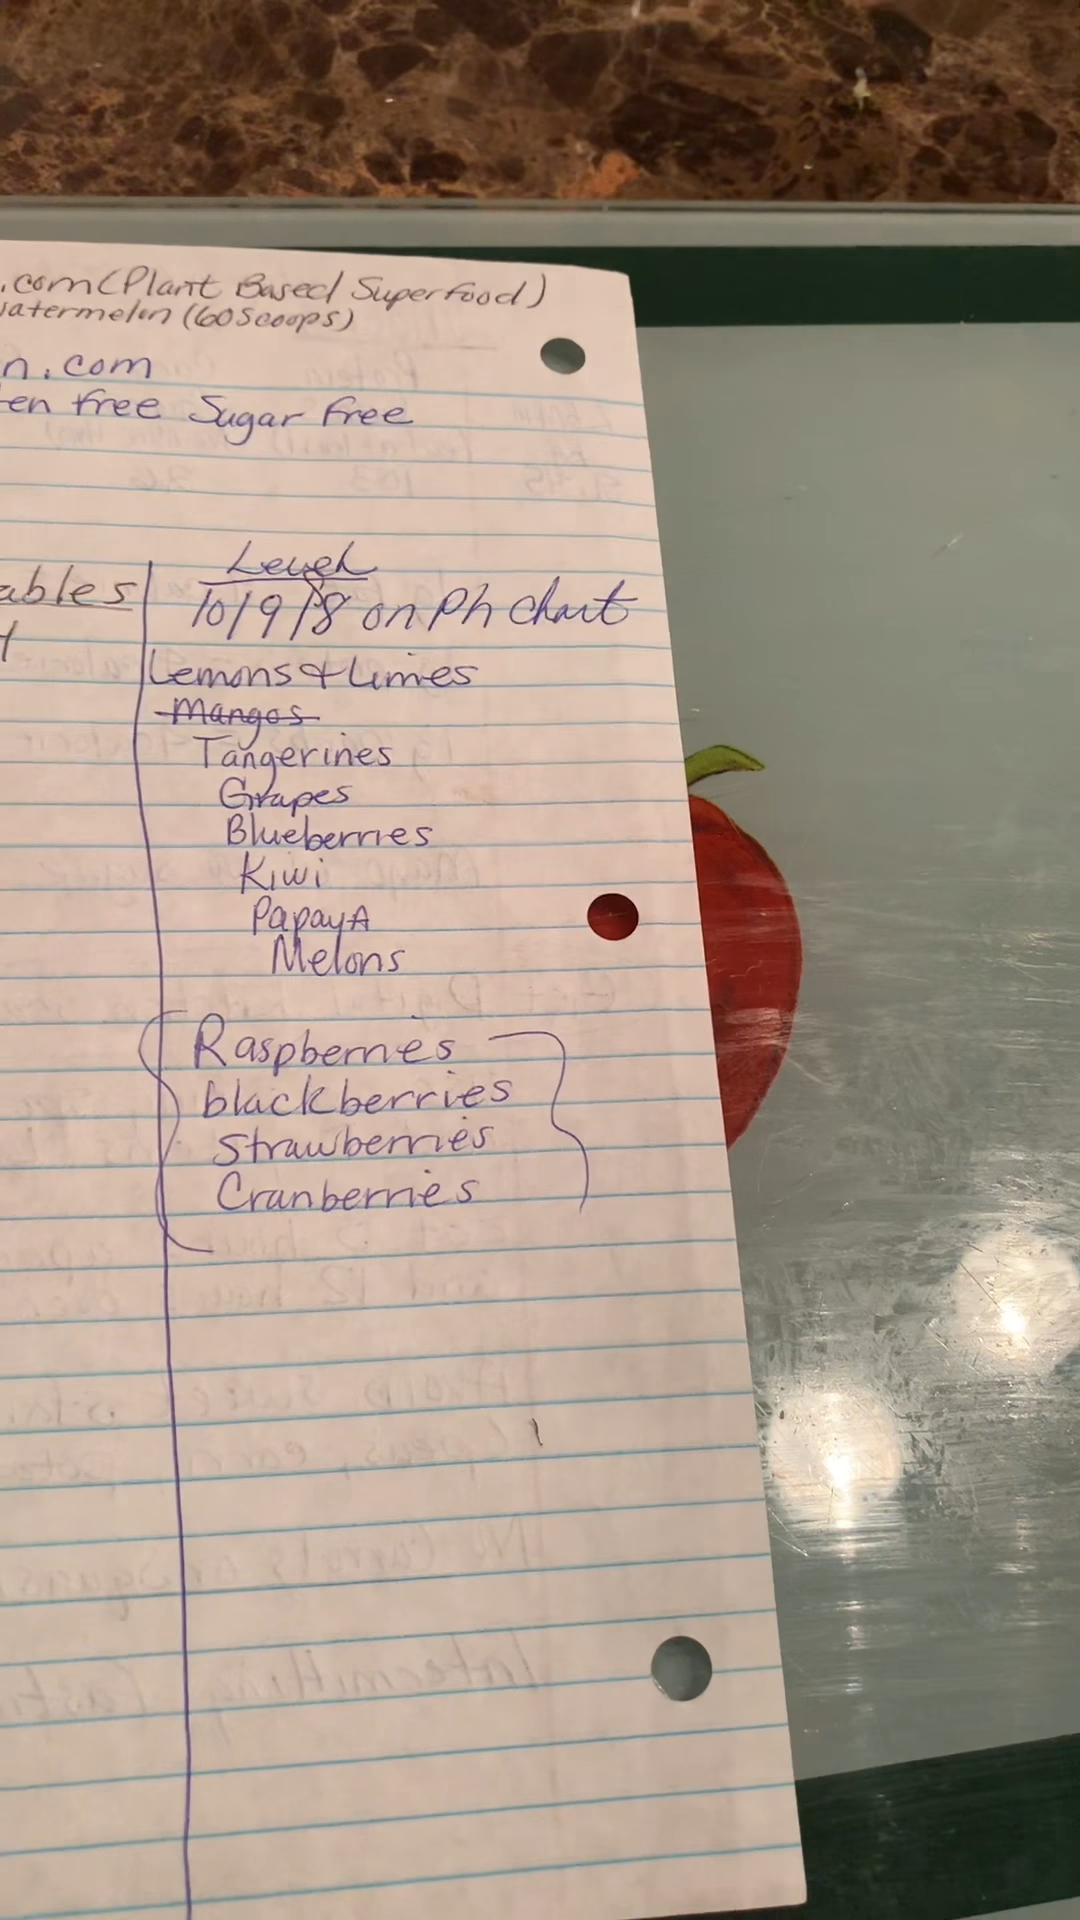 .com (Plant Based Superfood)
watermelon (60 Scoops)
n.com
en free Sugar Free
ables
Level
10/9/8 on Ph chart
Lemons & Limes
Mangos
Tangerines
Grapes
Blueberries
Kiwi
PapayA
Melons
Raspberries
blackberries
Strawberries
Cranberries